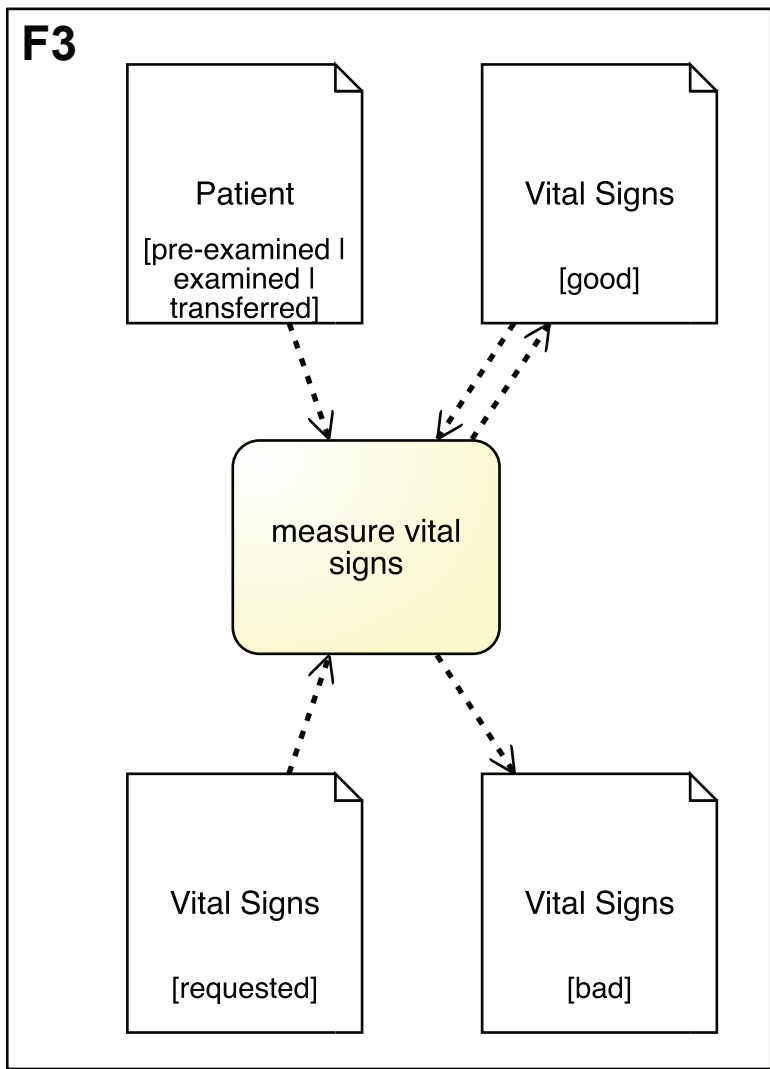 F3
Patient
[pre-examined |
examined |
transferred]
Vital Signs
[good]
measure vital
signs
Vital Signs
[requested]
Vital Signs
[bad]